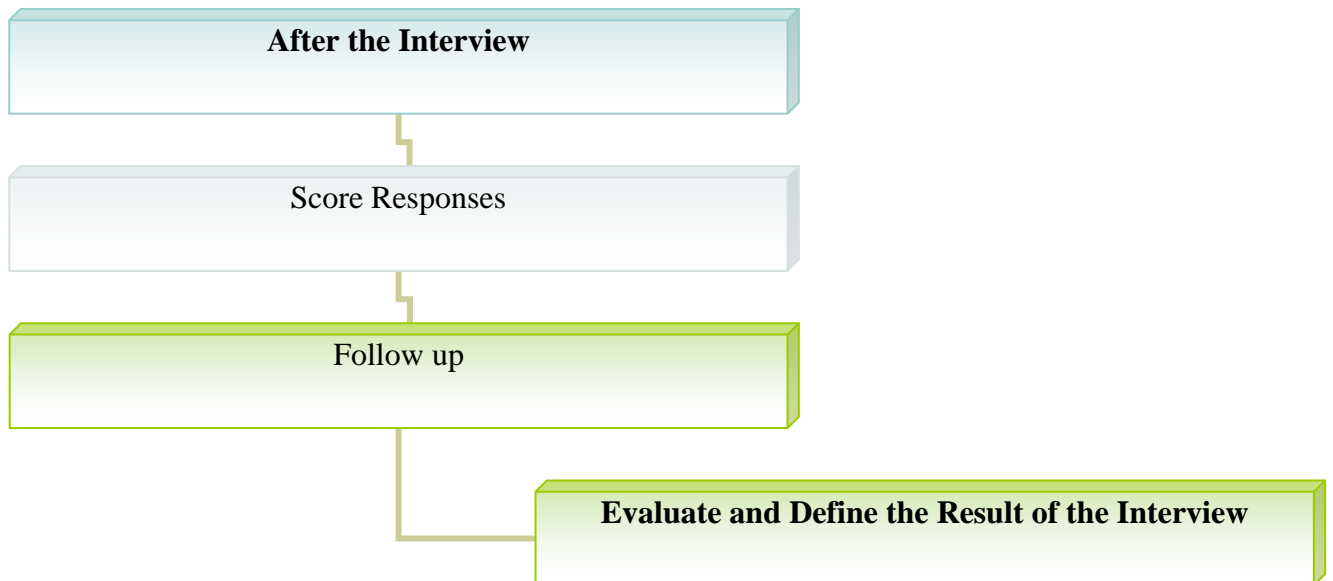 After the Interview
Score Responses
Follow up
Evaluate and Define the Result of the Interview